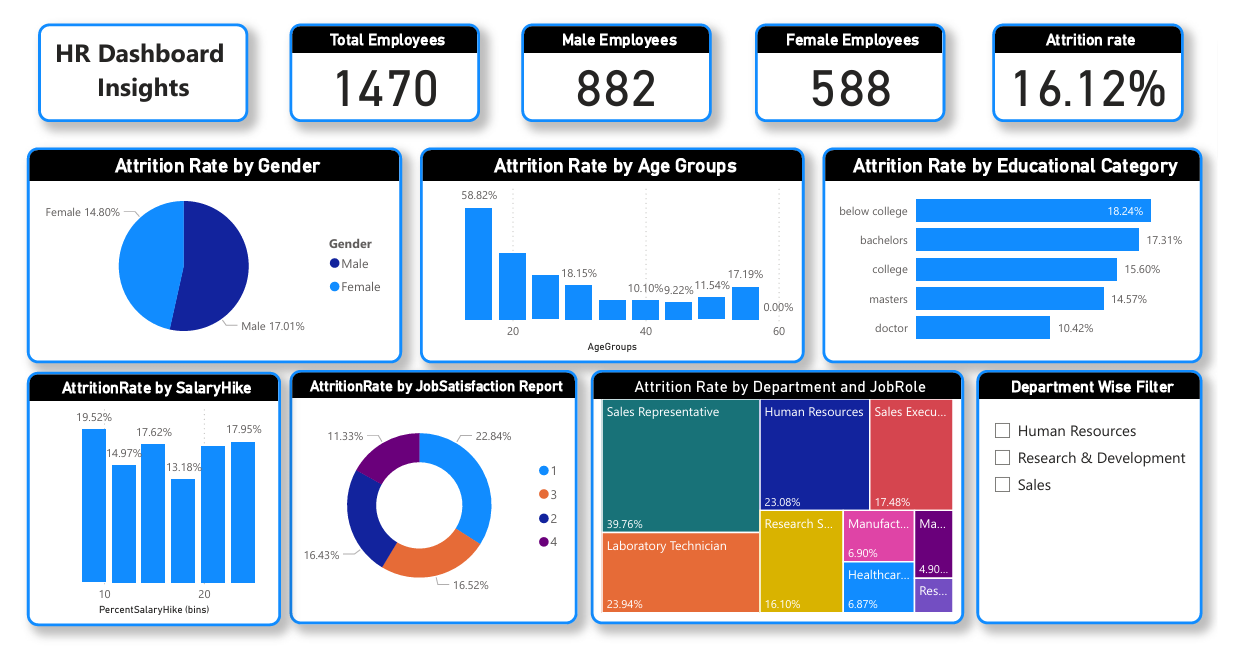 HR Dashboard
Insights
Total Employees
1470
Male Employees
882
Female Employees
588
Attrition rate
16.12%
Attrition Rate by Gender
Female 14.80%
Male 17.01%
Gender
Male
Female
Attrition Rate by Age Groups
58.82%
18.15%
10.10%
9.22%
11.54%
17.19%
0.00%
20
40
60
AgeGroups
Attrition Rate by Educational Category
below college
18.24%
bachelors
17.31%
college
15.60%
masters
14.57%
doctor
10.42%
AttritionRate by SalaryHike
19.52%
14.97%
17.62%
13.18%
17.95%
10
20
PercentSalaryHike (bins)
AttritionRate by JobSatisfaction Report
11.33%
22.84%
16.43%
16.52%
1
3
2
4
Attrition Rate by Department and JobRole
Sales Representative
39.76%
Laboratory Technician
23.94%
Human Resources
23.08%
Sales Execu...
17.48%
Research S...
16.10%
Manufact...
6.90%
Healthcar...
6.87%
Ma...
4.90...
Res...
Department Wise Filter
Human Resources
Research & Development
Sales